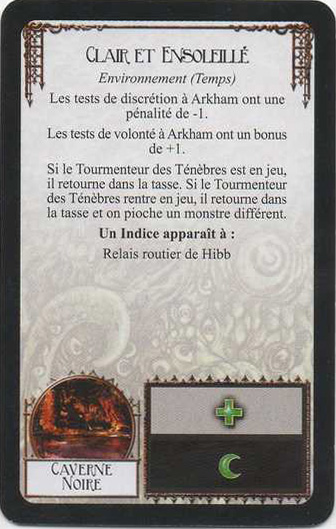 CLAIR ET ENSOLEILLÉ
Environnement (Temps)
Les tests de discrétion à Arkham ont une
pénalité de -1.
Les tests de volonté à Arkham ont un bonus
de +1.
Si le Tourmenteur des Ténèbres est en jeu,
il retourne dans la tasse. Si le Tourmenteur
des Ténèbres rentre en jeu, il retourne dans
la tasse et on pioche un monstre différent.
Un Indice apparaît à :
Relais routier de Hibb
CAVERNE
NOIRE